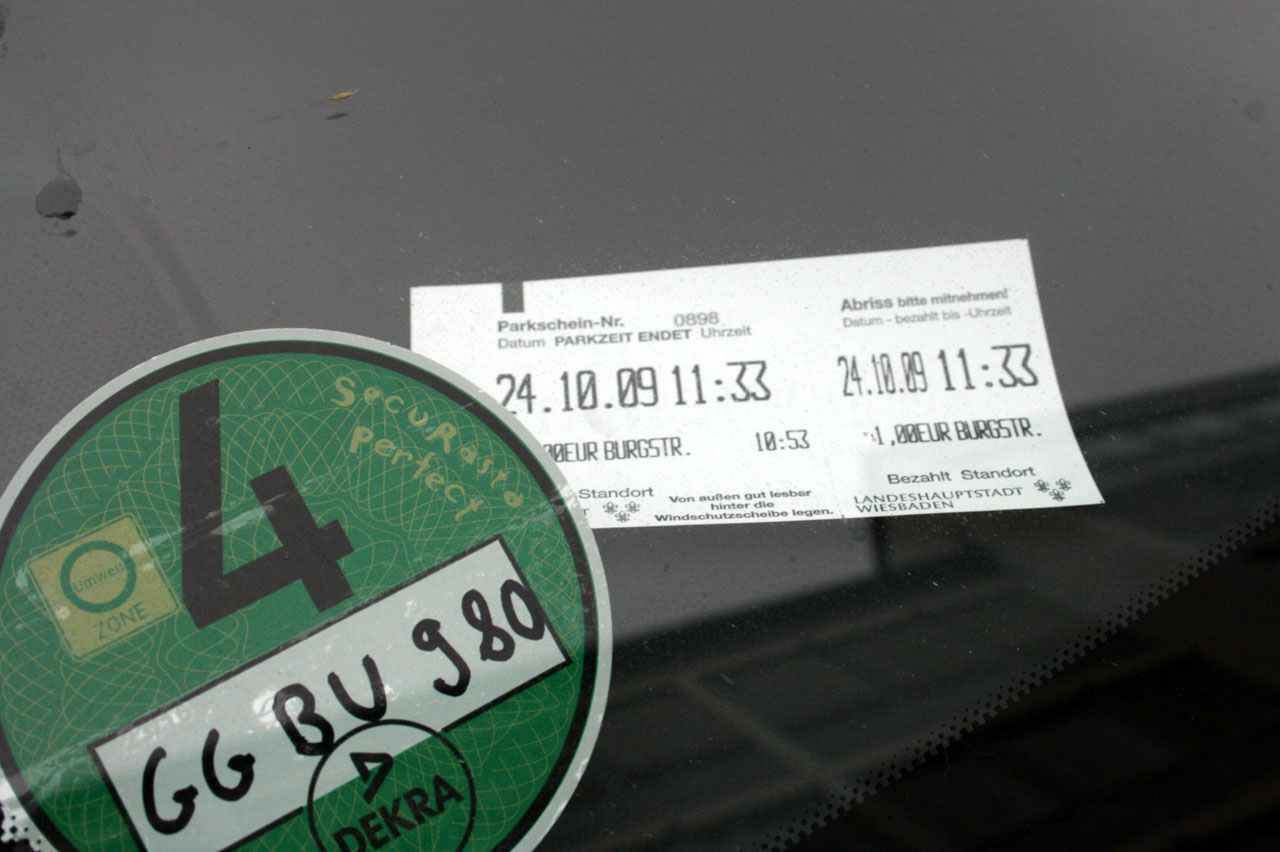 Parkschein-Nr. 0898
Datum PARKZEIT ENDET Uhrzeit
24.10.09 11:33
00EUR BURGSTR. 10:53
Standort
Von außen gut lesbar
hinter die
Windschutzscheibe legen.
Abriss bitte mitnehmen!
Datum - bezahlt bis -Uhrzeit
24.10.09 11:33
1,00EUR BURGSTR.
Bezahlt Standort
LANDESHAUPTSTADT
WIESBADEN
4
SecuRasta
perfect
umwelt
ZONE
GG BU 980
DEKRA